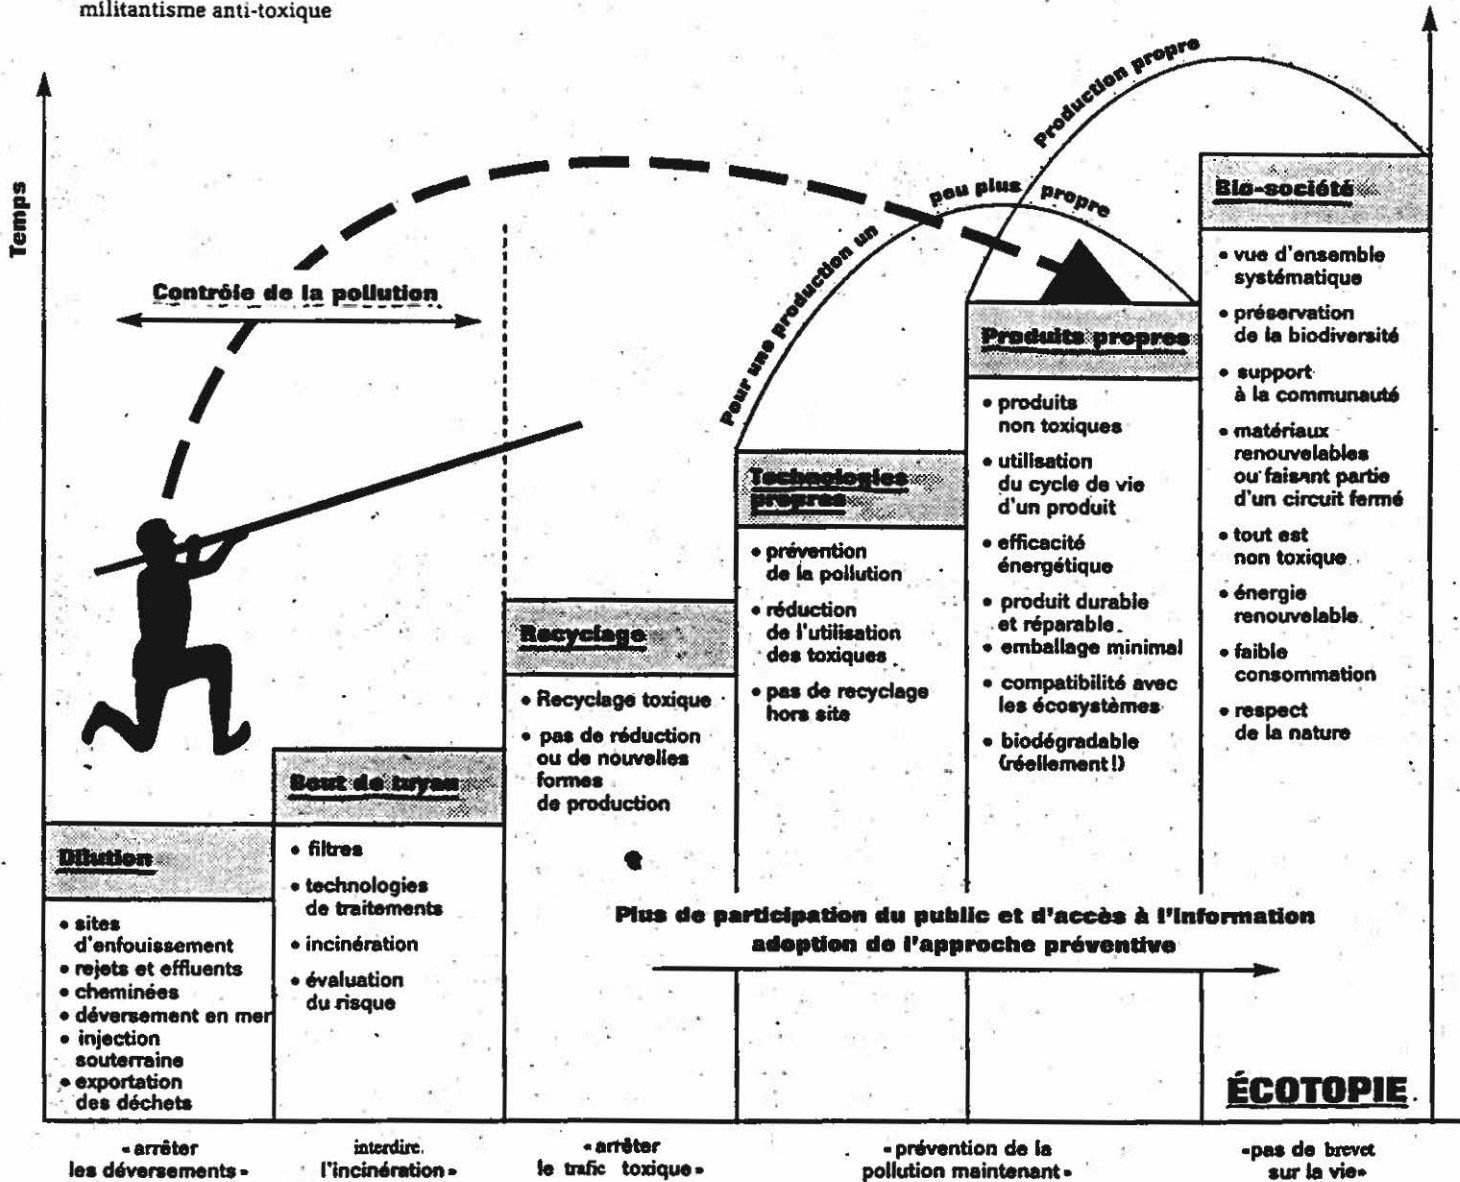 militantisme anti-toxique
Temps
Contrôle de la pollution
Pour une production un peu plus propre
Production propre
Dilution
• sites
d'enfouissement
• rejets et effluents
• cheminées
• déversement en mer
• injection
souterraine
• exportation
des déchets
Bout de tuyau
• filtres
• technologies
de traitements
• incinération
• évaluation
du risque
Recyclage
• Recyclage toxique
• pas de réduction
ou de nouvelles
formes
de production
Technologies
propres
• prévention
de la pollution
• réduction
de l'utilisation
des toxiques
• pas de recyclage
hors site
Produits propres
• produits
non toxiques
• utilisation
du cycle de vie
d'un produit
• efficacité
énergétique
• produit durable
et réparable
• emballage minimal
• compatibilité avec
les écosystèmes
• biodégradable
(réellement !)
Bio-société
• vue d'ensemble
systématique
• préservation
de la biodiversité
• support
à la communauté
• matériaux
renouvelables
ou faisant partie
d'un circuit fermé
• tout est
non toxique
• énergie
renouvelable
• faible
consommation
• respect
de la nature
Plus de participation du public et d'accès à l'Information
adoption de l'approche préventive
ÉCOTOPIE
« arrêter
les déversements »
interdire
l'incinération »
« arrêter
le trafic toxique »
« prévention de la
pollution maintenant »
« pas de brevet
sur la vie »